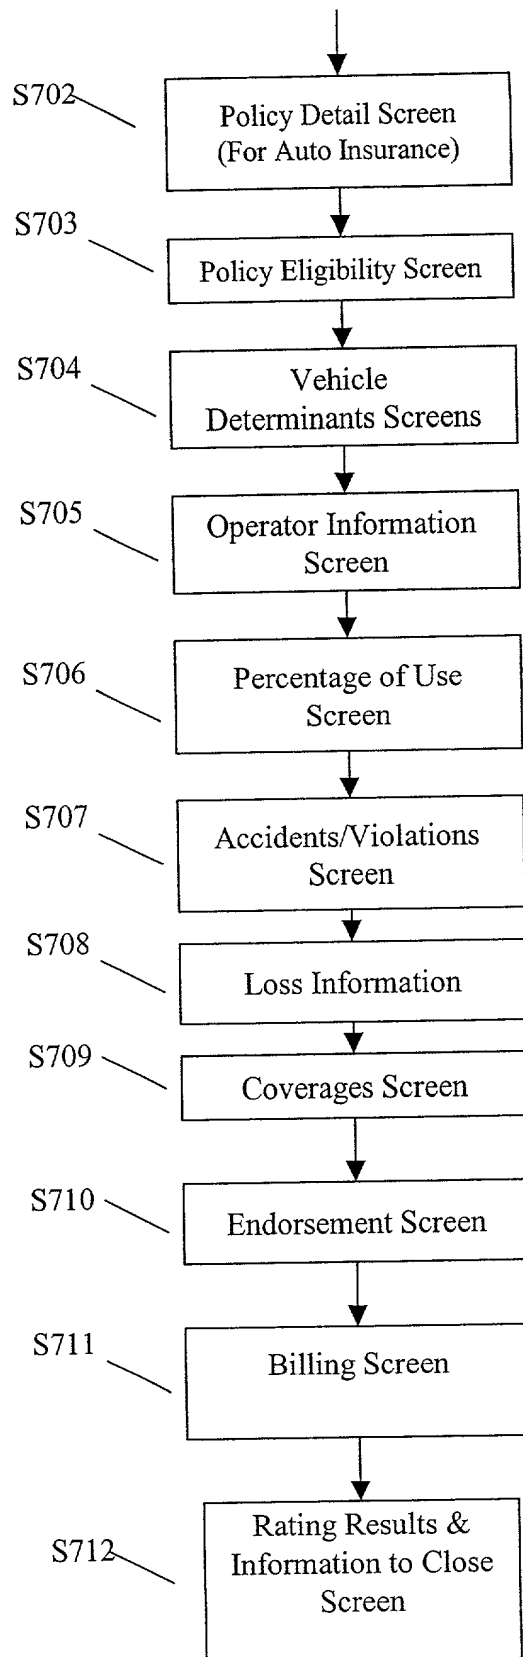 S702
Policy Detail Screen
(For Auto Insurance)
S703
Policy Eligibility Screen
S704
Vehicle
Determinants Screens
S705
Operator Information
Screen
S706
Percentage of Use
Screen
S707
Accidents/Violations
Screen
S708
Loss Information
S709
Coverages Screen
S710
Endorsement Screen
S711
Billing Screen
S712
Rating Results &
Information to Close
Screen